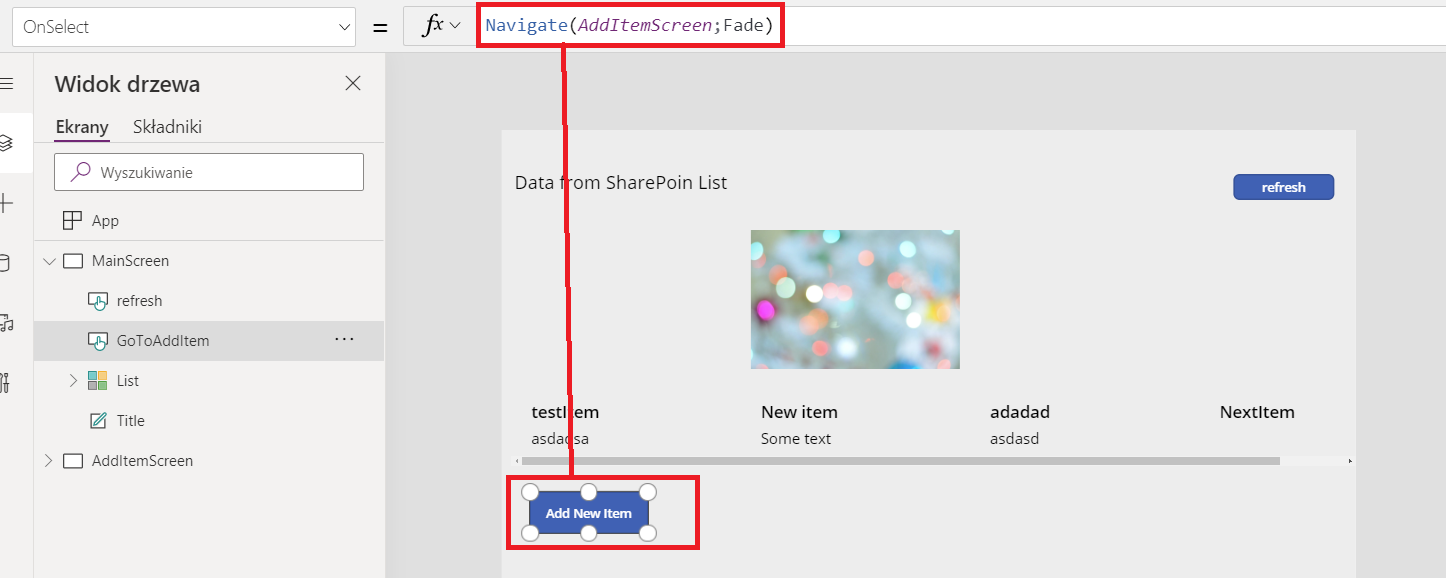 OnSelect = fx Navigate(AddItemScreen;Fade)
Widok drzewa
Ekrany Składniki
Wyszukiwanie
App
MainScreen
refresh
GoToAddItem ...
List
Title
AddItemScreen
Data from SharePoin List
refresh
testItem New item adadad NextItem
asdadsa Some text asdasd
Add New Item